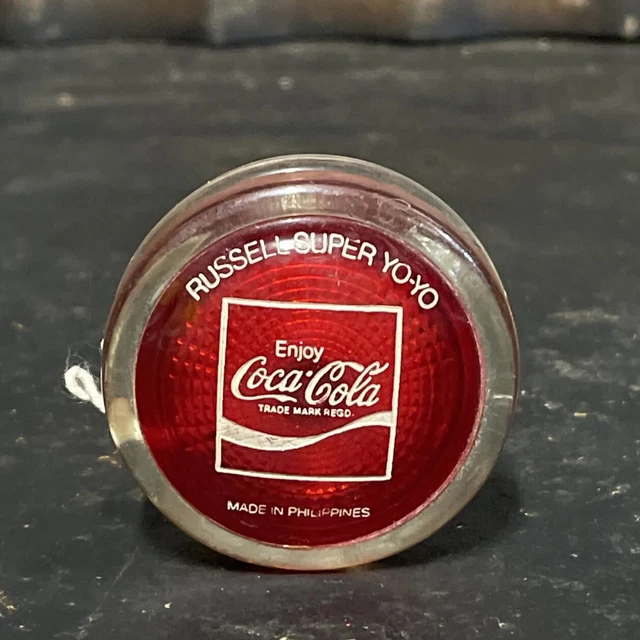 RUSSELL SUPER YO-YO
Enjoy
Coca-Cola
TRADE MARK REGD.
MADE IN PHILIPPINES